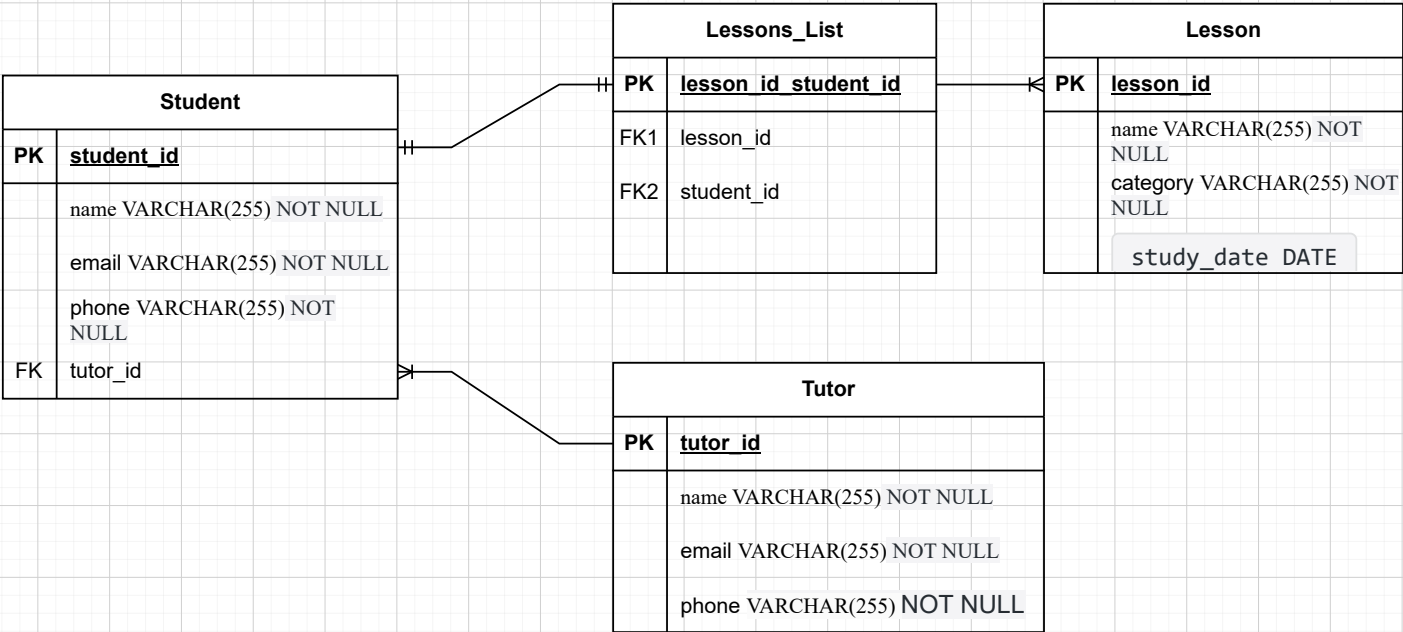 Student
PK student_id
name VARCHAR(255) NOT NULL
email VARCHAR(255) NOT NULL
phone VARCHAR(255) NOT
NULL
FK tutor_id
Lessons_List
PK lesson_id_student_id
FK1 lesson_id
FK2 student_id
Lesson
PK lesson_id
name VARCHAR(255) NOT
NULL
category VARCHAR(255) NOT
NULL
study_date DATE
Tutor
PK tutor_id
name VARCHAR(255) NOT NULL
email VARCHAR(255) NOT NULL
phone VARCHAR(255) NOT NULL